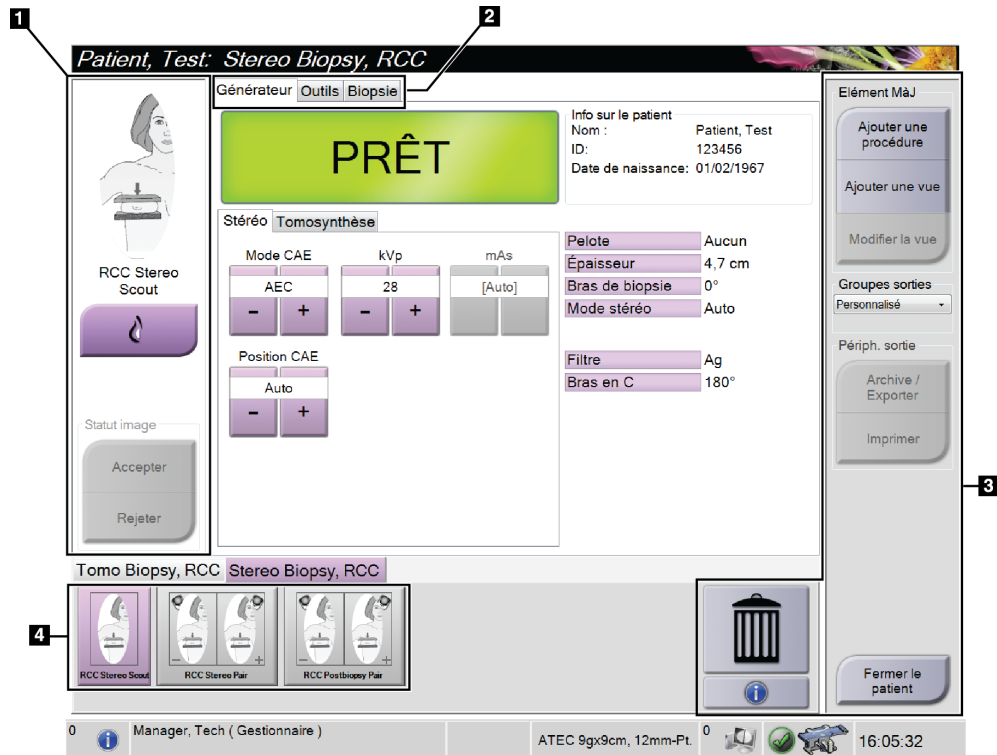 1
2
Patient, Test: Stereo Biopsy, RCC
Générateur Outils Biopsie
Elément MàJ
PRÊT
Info sur le patient
Nom : Patient, Test
ID: 123456
Date de naissance: 01/02/1967
Ajouter une procédure
Ajouter une vue
Modifier la vue
Stéréo Tomosynthèse
RCC Stereo Scout
Mode CAE
AEC
- +
kVp
28
- +
mAs
[Auto]
Position CAE
Auto
- +
Pelote Aucun
Épaisseur 4,7 cm
Bras de biopsie 0°
Mode stéréo Auto
Filtre Ag
Bras en C 180°
Groupes sorties
Personnalisé
Périph. sortie
Archive / Exporter
Imprimer
Statut image
Accepter
Rejeter
3
Tomo Biopsy, RCC Stereo Biopsy, RCC
4
RCC Stereo Scout
- +
RCC Stereo Pair
- +
RCC Postbiopsy Pair
Fermer le patient
0 Manager, Tech ( Gestionnaire ) ATEC 9gx9cm, 12mm-Pt. 0 16:05:32